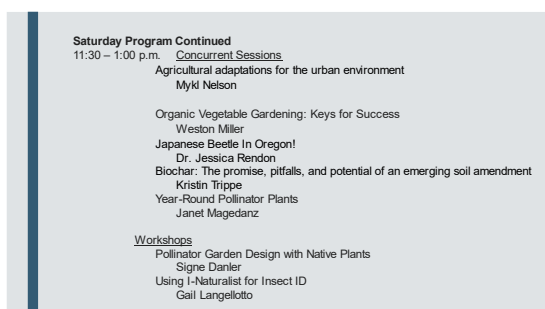 Saturday Program Continued
11:30 – 1:00 p.m. Concurrent Sessions
Agricultural adaptations for the urban environment
Mykl Nelson
Organic Vegetable Gardening: Keys for Success
Weston Miller
Japanese Beetle In Oregon!
Dr. Jessica Rendon
Biochar: The promise, pitfalls, and potential of an emerging soil amendment
Kristin Trippe
Year-Round Pollinator Plants
Janet Magedanz
Workshops
Pollinator Garden Design with Native Plants
Signe Danler
Using I-Naturalist for Insect ID
Gail Langellotto